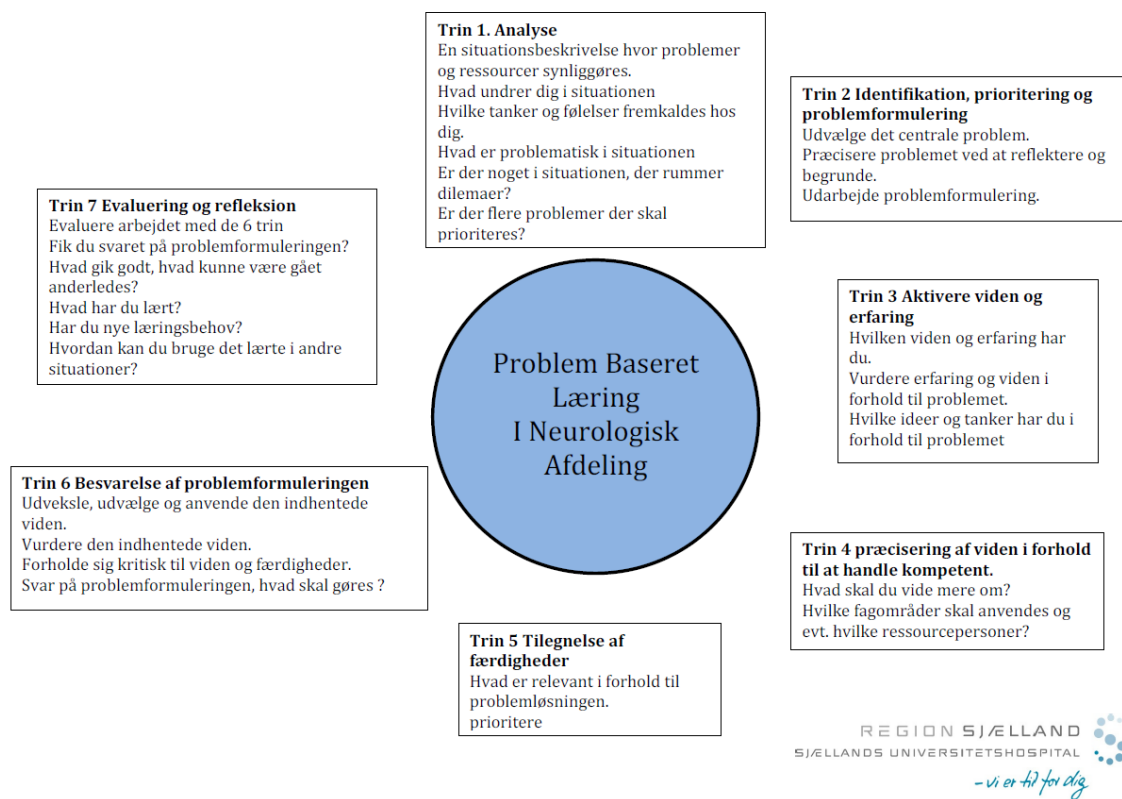 Trin 1. Analyse
En situationsbeskrivelse hvor problemer
og ressourcer synliggøres.
Hvad undrer dig i situationen
Hvilke tanker og følelser fremkaldes hos
dig.
Hvad er problematisk i situationen
Er der noget i situationen, der rummer
dilemaer?
Er der flere problemer der skal
prioriteres?
Trin 2 Identifikation, prioritering og
problemformulering
Udvælge det centrale problem.
Præcisere problemet ved at reflektere og
begrunde.
Udarbejde problemformulering.
Trin 3 Aktivere viden og
erfaring
Hvilken viden og erfaring har
du.
Vurdere erfaring og viden i
forhold til problemet.
Hvilke ideer og tanker har du i
forhold til problemet
Trin 4 præcisering af viden i forhold
til at handle kompetent.
Hvad skal du vide mere om?
Hvilke fagområder skal anvendes og
evt. hvilke ressourcepersoner?
Trin 5 Tilegnelse af
færdigheder
Hvad er relevant i forhold til
problemløsningen.
prioritere
Trin 6 Besvarelse af problemformuleringen
Udveksle, udvælge og anvende den indhentede
viden.
Vurdere den indhentede viden.
Forholde sig kritisk til viden og færdigheder.
Svar på problemformuleringen, hvad skal gøres ?
Trin 7 Evaluering og refleksion
Evaluere arbejdet med de 6 trin
Fik du svaret på problemformuleringen?
Hvad gik godt, hvad kunne være gået
anderledes?
Hvad har du lært?
Har du nye læringsbehov?
Hvordan kan du bruge det lærte i andre
situationer?
Problem Baseret
Læring
I Neurologisk
Afdeling
REGION SJÆLLAND
SJÆLLANDS UNIVERSITETSHOSPITAL
- vi er til for dig